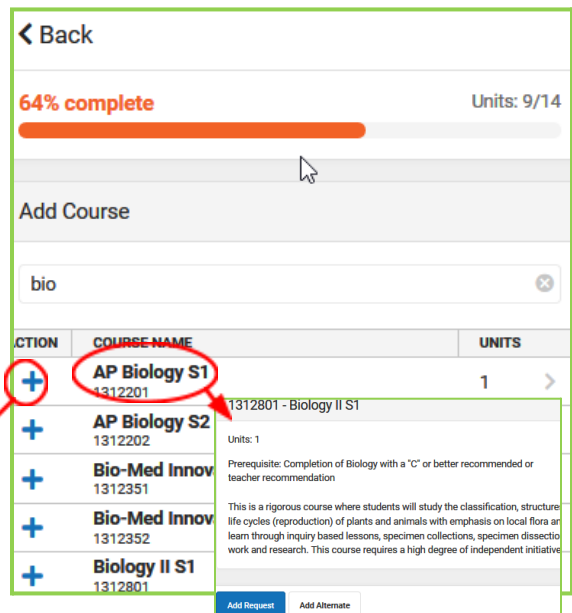 Back
64% complete Units: 9/14
Add Course
bio
ACTION COURSE NAME UNITS
AP Biology S1 1
1312201
AP Biology S2
1312202
Bio-Med Innov
1312351
Bio-Med Innov
1312352
Biology II S1
1312801
1312801 - Biology II S1
Units: 1
Prerequisite: Completion of Biology with a "C" or better recommended or
teacher recommendation
This is a rigorous course where students will study the classification, structure
life cycles (reproduction) of plants and animals with emphasis on local flora an
learn through inquiry based lessons, specimen collections, specimen dissectio
work and research. This course requires a high degree of independent initiative
Add Request Add Alternate